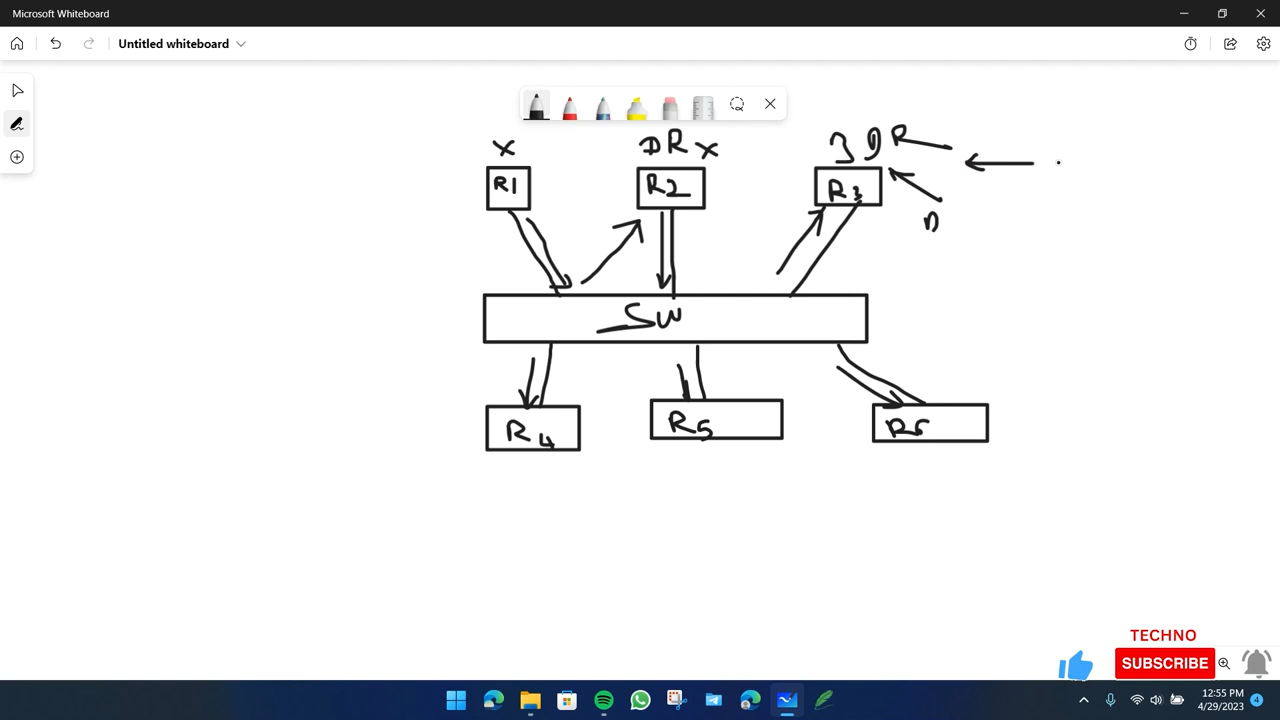 Microsoft Whiteboard
Untitled whiteboard
X DR X 3 DR
R1 R2 R3
D
SW
R4 R5 R6
TECHNO
SUBSCRIBE
12:55 PM
4/29/2023
4